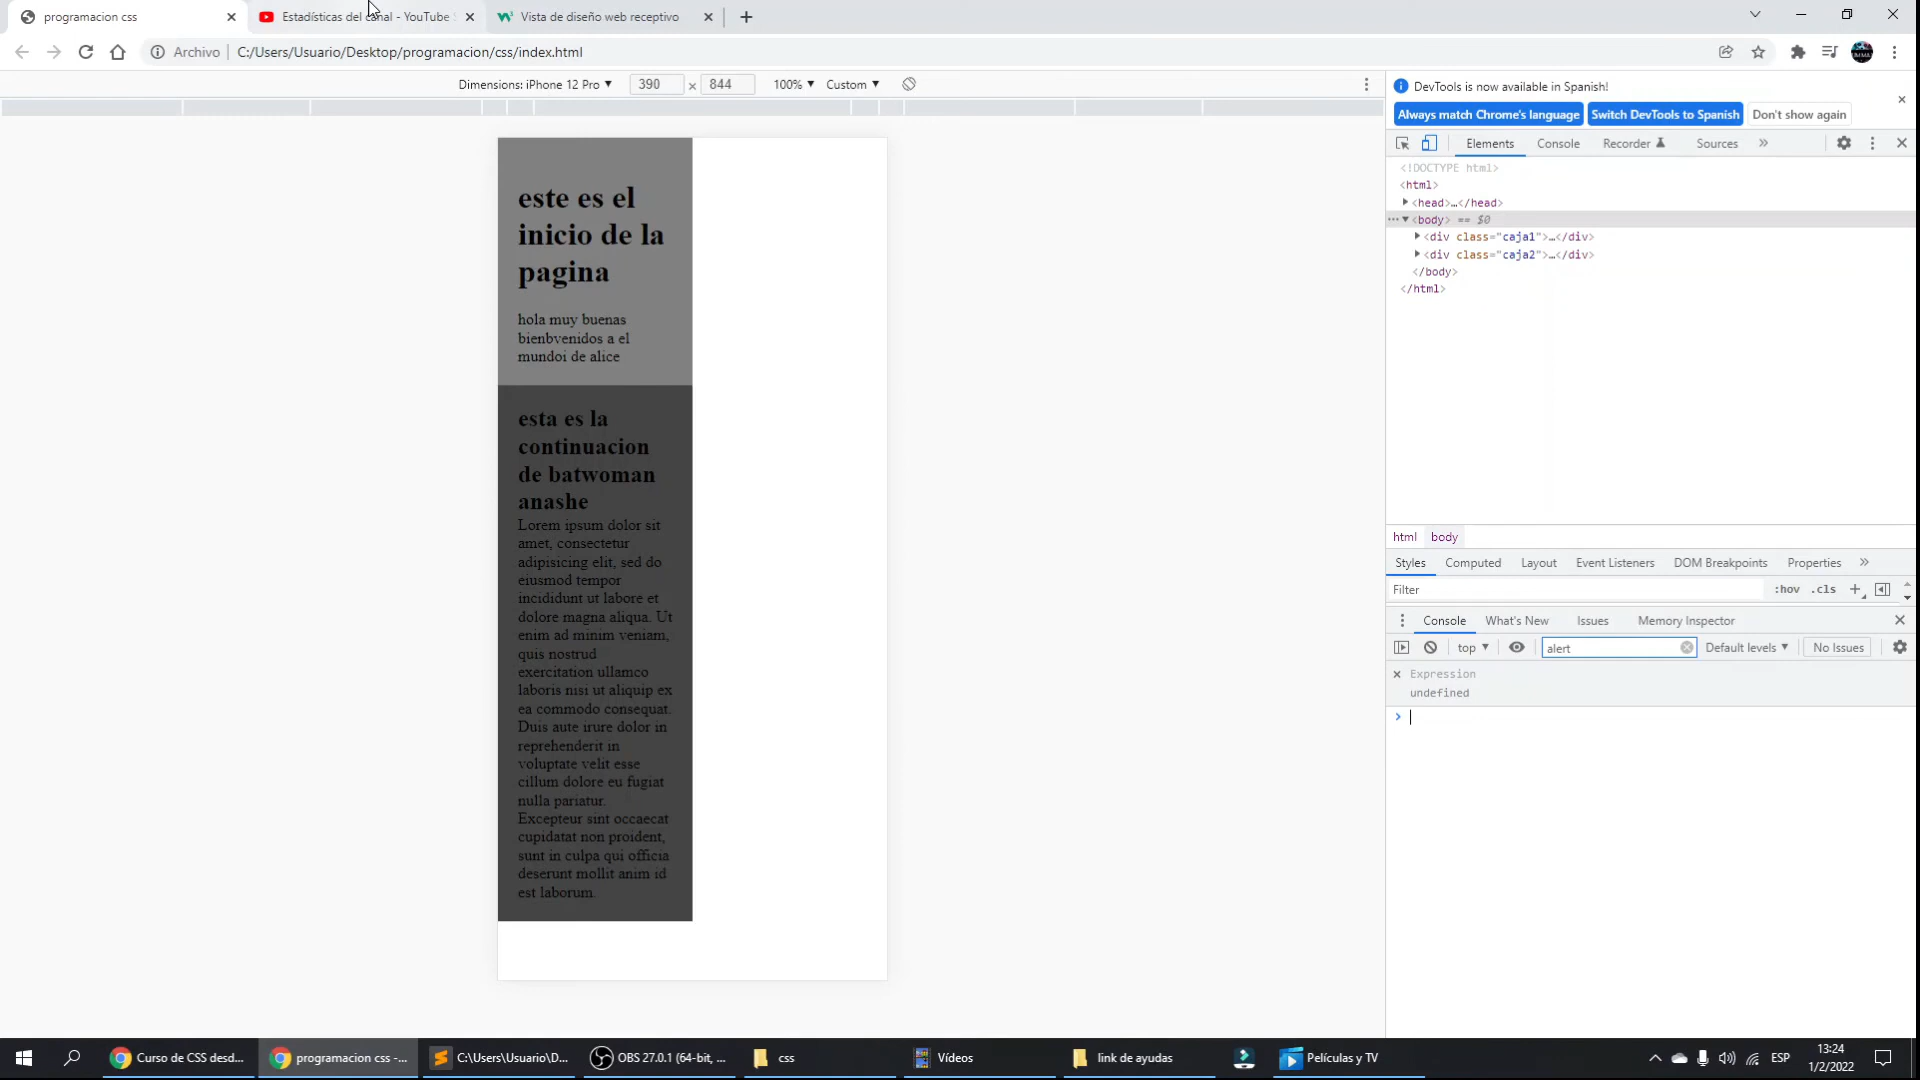 programacion css
Estadísticas del canal - YouTube
Vista de diseño web receptivo
Archivo
C:/Users/Usuario/Desktop/programacion/css/index.html
Dimensions: iPhone 12 Pro
390 × 844
100%
Custom
este es el
inicio de la
pagina
hola muy buenas
bienbvenidos a el
mundoi de alice
esta es la
continuacion
de batwoman
anashe
Lorem ipsum dolor sit
amet, consectetur
adipisicing elit, sed do
eiusmod tempor
incididunt ut labore et
dolore magna aliqua. Ut
enim ad minim veniam,
quis nostrud
exercitation ullamco
laboris nisi ut aliquip ex
ea commodo consequat.
Duis aute irure dolor in
reprehenderit in
voluptate velit esse
cillum dolore eu fugiat
nulla pariatur.
Excepteur sint occaecat
cupidatat non proident,
sunt in culpa qui officia
deserunt mollit anim id
est laborum.
DevTools is now available in Spanish!
Always match Chrome's language
Switch DevTools to Spanish
Don't show again
Elements
Console
Recorder
Sources
<!DOCTYPE html>
<html>
<head>…</head>
<body> == $0
<div class="caja1">…</div>
<div class="caja2">…</div>
</body>
</html>
html
body
Styles
Computed
Layout
Event Listeners
DOM Breakpoints
Properties
Filter
:hov
.cls
Console
What's New
Issues
Memory Inspector
top
alert
Default levels
No Issues
Expression
undefined
Curso de CSS desd...
programacion css -...
C:\Users\Usuario\D...
OBS 27.0.1 (64-bit, ...
css
Vídeos
link de ayudas
Películas y TV
ESP
13:24
1/2/2022